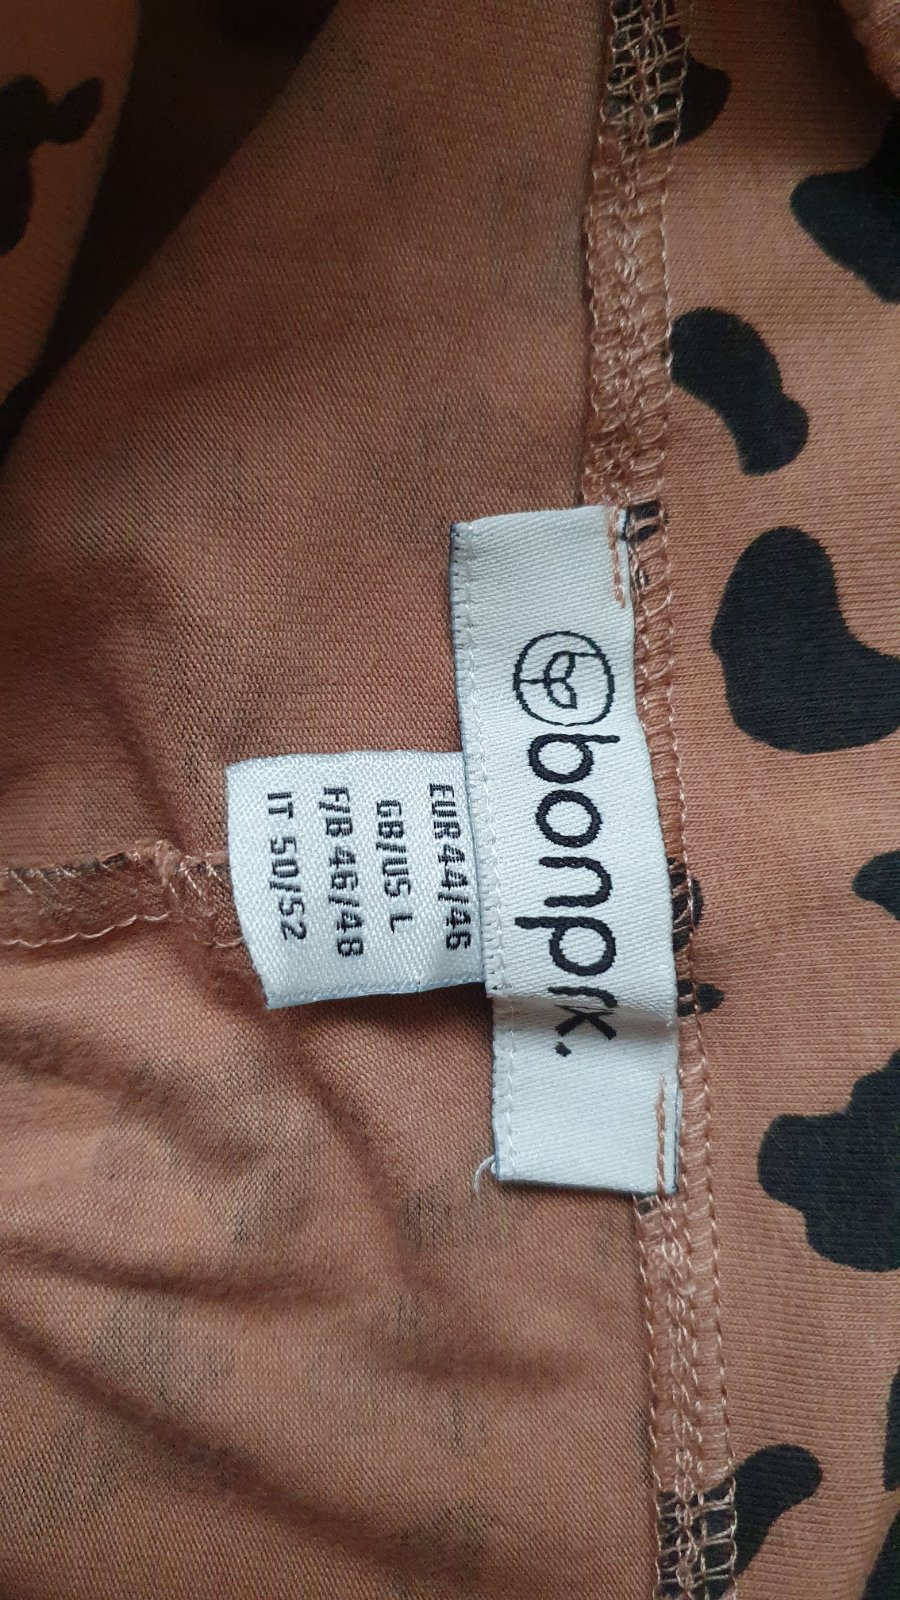 bonprix.
EUR 44/46
GB/US L
F/B 46/48
IT 50/52